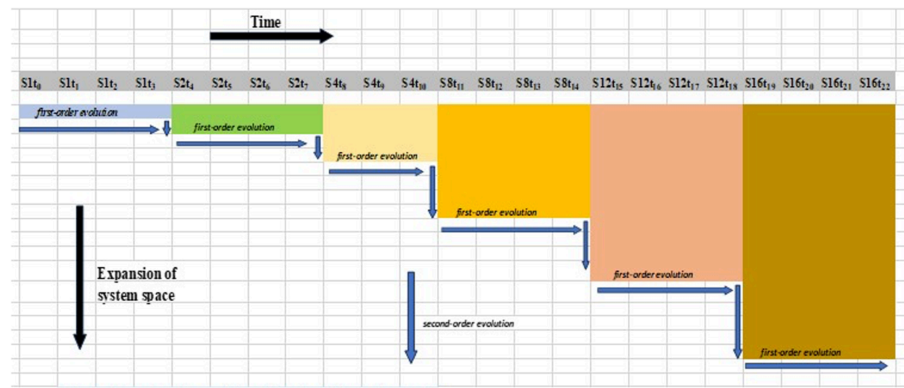 Time
S1t₀ S1t₁ S1t₂ S1t₃ S2t₄ S2t₅ S2t₆ S2t₇ S4t₈ S4t₉ S4t₁₀ S8t₁₁ S8t₁₂ S8t₁₃ S8t₁₄ S12t₁₅ S12t₁₆ S12t₁₇ S12t₁₈ S16t₁₉ S16t₂₀ S16t₂₁ S16t₂₂
first-order evolution
first-order evolution
first-order evolution
first-order evolution
first-order evolution
Expansion of
system space
second-order evolution
first-order evolution